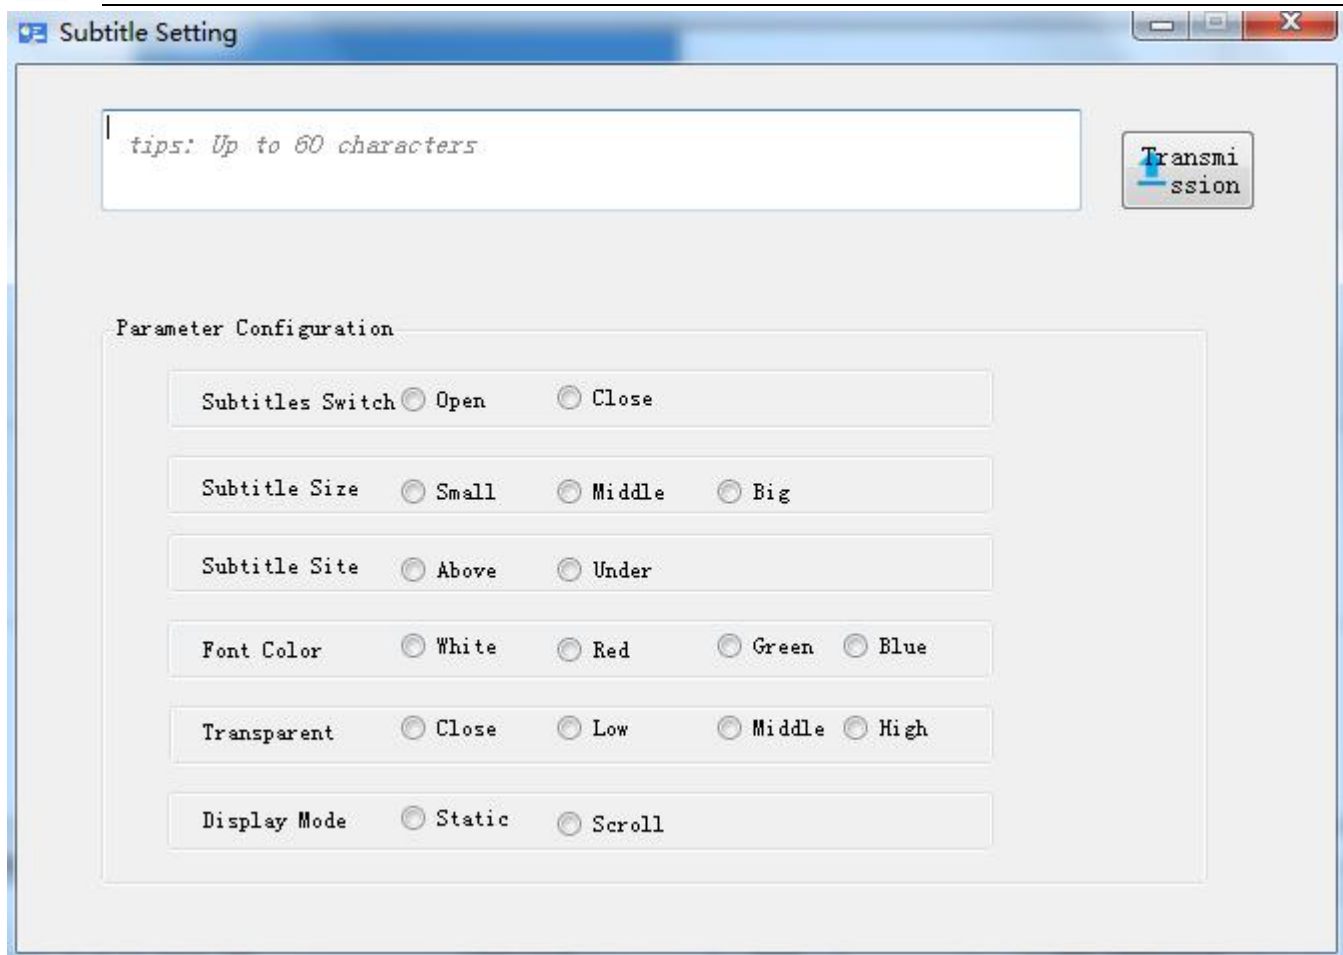 Subtitle Setting
tips: Up to 60 characters
Transmi
ssion
Parameter Configuration
Subtitles Switch Open Close
Subtitle Size Small Middle Big
Subtitle Site Above Under
Font Color White Red Green Blue
Transparent Close Low Middle High
Display Mode Static Scroll